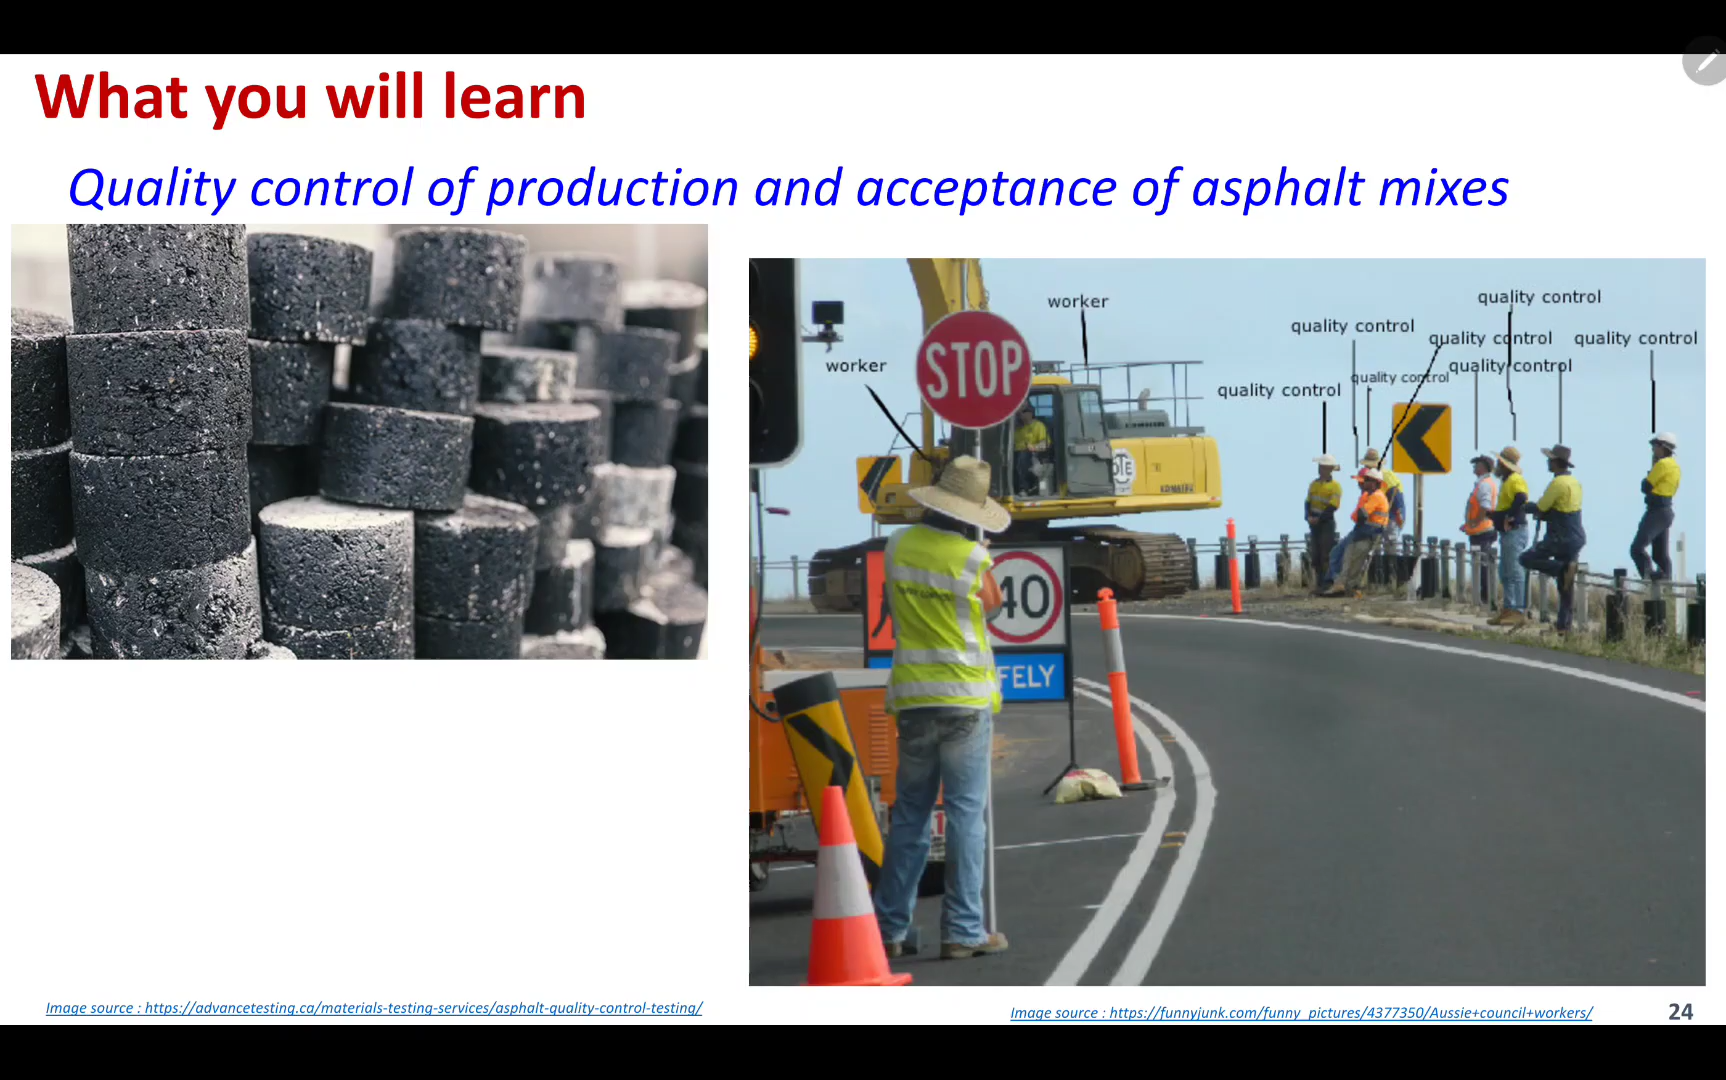 What you will learn
Quality control of production and acceptance of asphalt mixes
quality control
worker
quality control
quality control
quality control
worker
quality control
quality control
quality control
STOP
KOMATSU
40
FELY
Image source : https://advancetesting.ca/materials-testing-services/asphalt-quality-control-testing/
Image source : https://funnyjunk.com/funny_pictures/4377350/Aussie+council+workers/
24